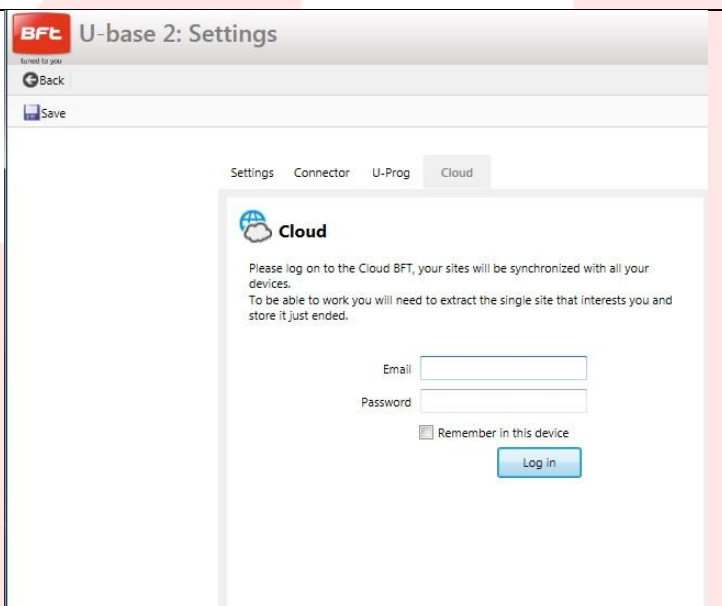 BFt U-base 2: Settings
tuned to you
Back
Save
Settings Connector U-Prog Cloud
Cloud
Please log on to the Cloud BFT, your sites will be synchronized with all your
devices.
To be able to work you will need to extract the single site that interests you and
store it just ended.
Email
Password
Remember in this device
Log in